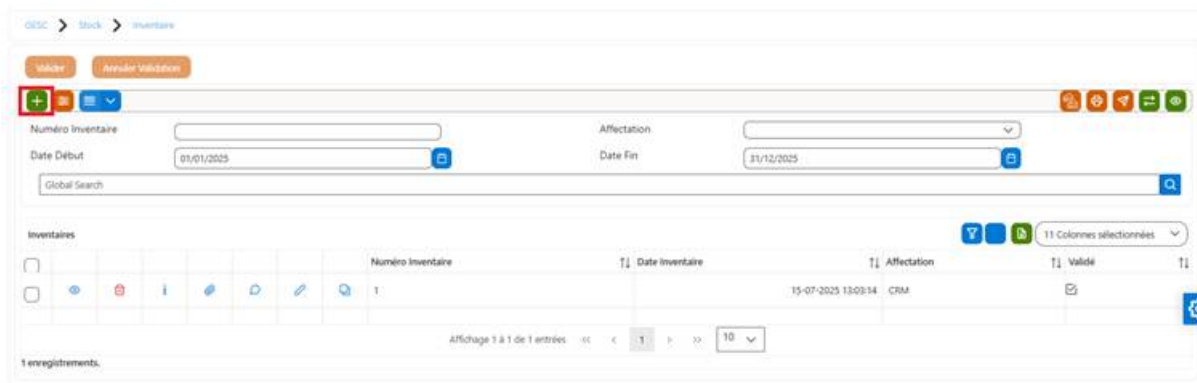 GESC > Stock > Inventaire
Valider Annuler Validation
Numéro Inventaire Affectation
Date Début 01/01/2025 Date Fin 31/12/2025
Global Search
Inventaires 11 Colonnes sélectionnées
Numéro Inventaire Date Inventaire Affectation Validé
1 15-07-2025 13:03:14 CRM
Affichage 1 à 1 de 1 entrées << < 1 > >> 10
1 enregistrements.